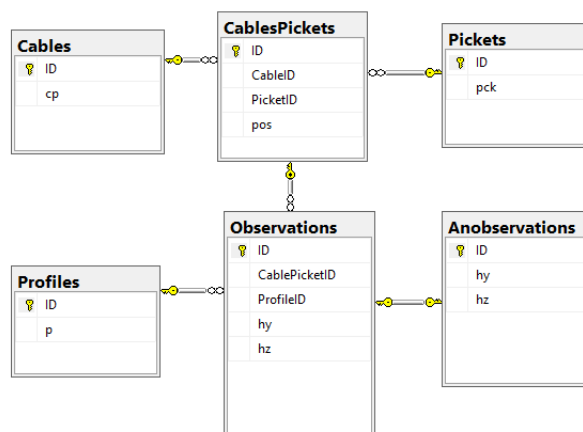 Cables
ID
cp
CablesPickets
ID
CableID
PicketID
pos
Pickets
ID
pck
Profiles
ID
p
Observations
ID
CablePicketID
ProfileID
hy
hz
Anobservations
ID
hy
hz